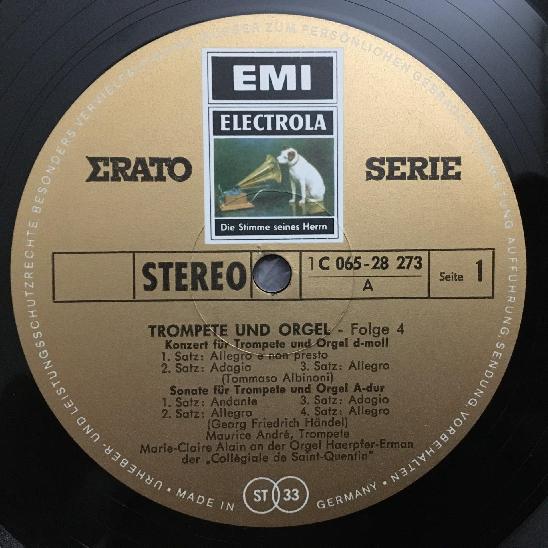 EMI
ELECTROLA
ΣRATO SERIE
Die Stimme seines Herrn
STEREO
1 C 065-28 273
A
Seite 1
TROMPETE UND ORGEL - Folge 4
Konzert für Trompete und Orgel d-moll
1. Satz: Allegro e non presto
2. Satz: Adagio 3. Satz: Allegro
(Tommaso Albinoni)
Sonate für Trompete und Orgel A-dur
1. Satz: Andante 3. Satz: Adagio
2. Satz: Allegro 4. Satz: Allegro
(Georg Friedrich Händel)
Maurice André, Trompete
Marie-Claire Alain an der Orgel Haerpfer-Erman
der „Collégiale de Saint-Quentin"
• MADE IN ST 33 GERMANY •
URHEBER- UND LEISTUNGSSCHUTZRECHTE BESONDERS ZUM PERSÖNLICHEN AUFFÜHRUNG SENDUNG VORBEHALTEN